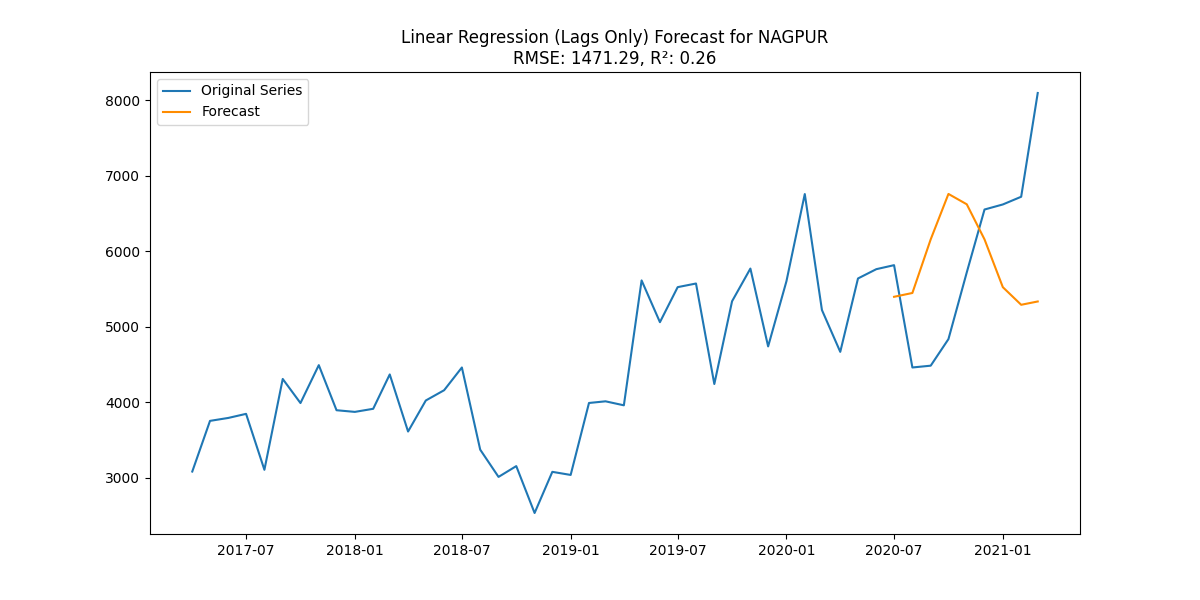 Linear Regression (Lags Only) Forecast for NAGPUR
RMSE: 1471.29, R²: 0.26
Original Series
Forecast
8000
7000
6000
5000
4000
3000
2017-07 2018-01 2018-07 2019-01 2019-07 2020-01 2020-07 2021-01